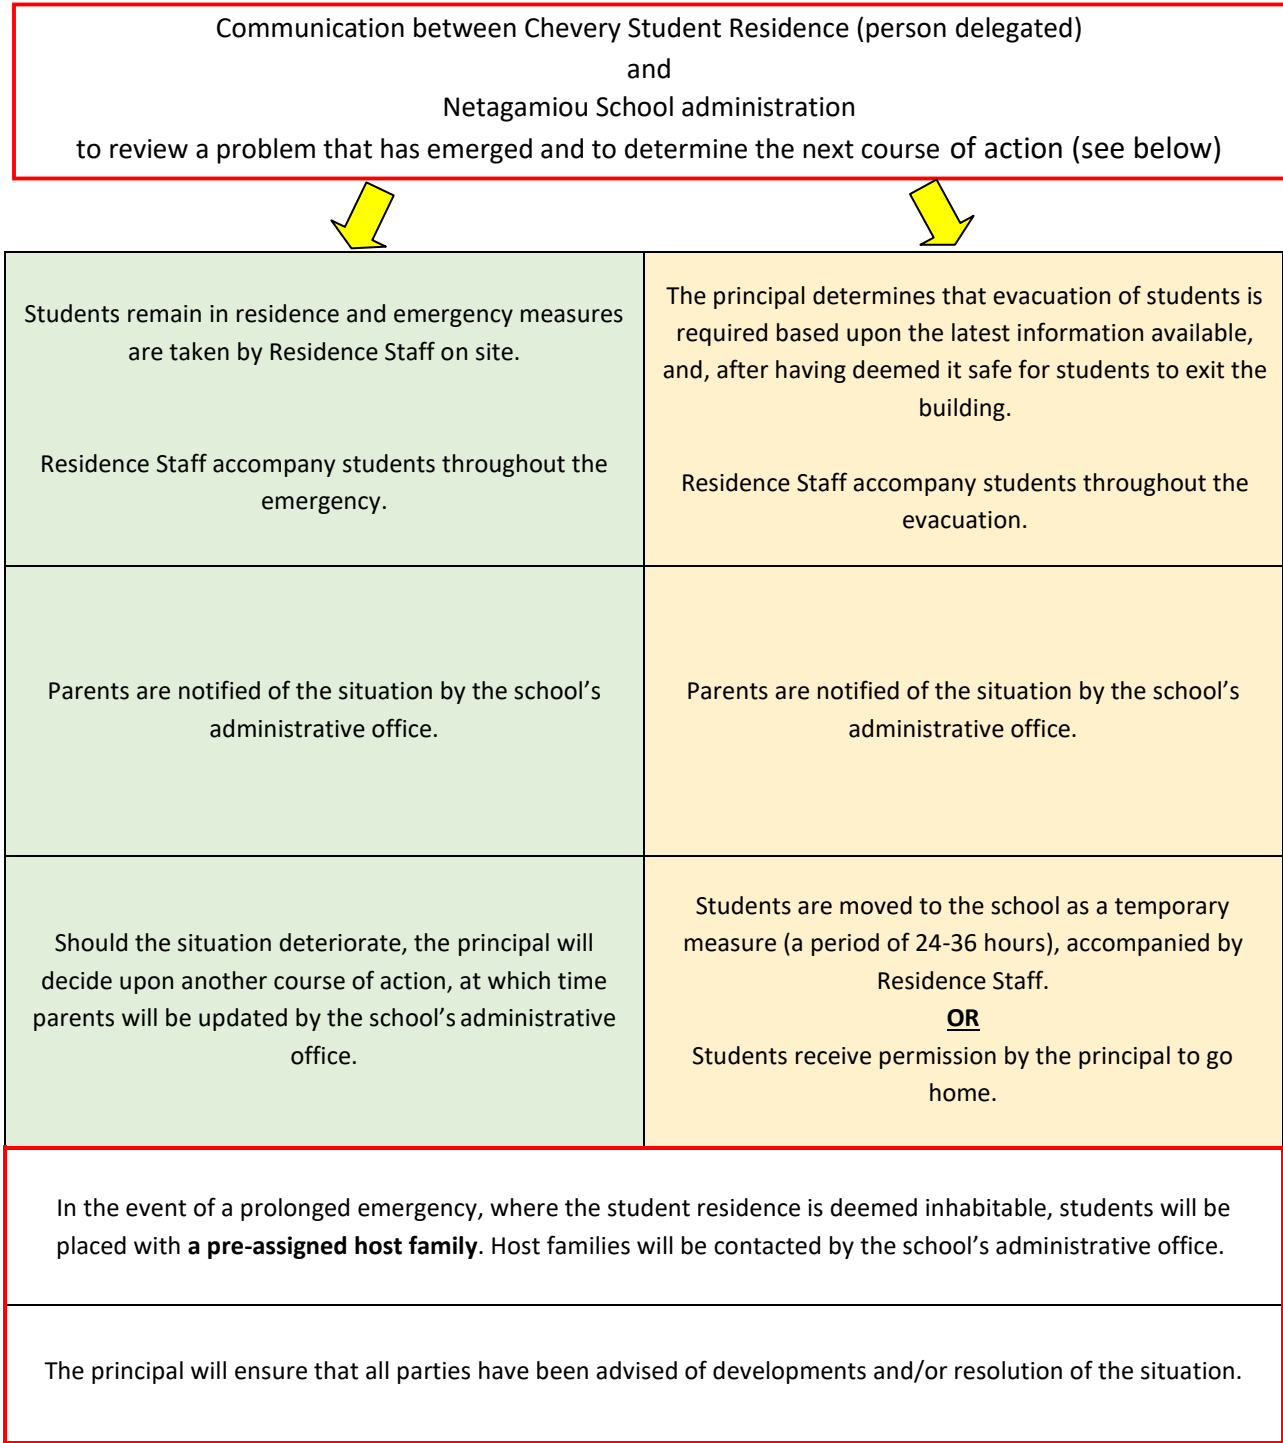 Communication between Chevery Student Residence (person delegated)
and
Netagamiou School administration
to review a problem that has emerged and to determine the next course of action (see below)
Students remain in residence and emergency measures
are taken by Residence Staff on site.
Residence Staff accompany students throughout the
emergency.
The principal determines that evacuation of students is
required based upon the latest information available,
and, after having deemed it safe for students to exit the
building.
Residence Staff accompany students throughout the
evacuation.
Parents are notified of the situation by the school’s
administrative office.
Parents are notified of the situation by the school’s
administrative office.
Should the situation deteriorate, the principal will
decide upon another course of action, at which time
parents will be updated by the school’s administrative
office.
Students are moved to the school as a temporary
measure (a period of 24-36 hours), accompanied by
Residence Staff.
OR
Students receive permission by the principal to go
home.
In the event of a prolonged emergency, where the student residence is deemed inhabitable, students will be
placed with a pre-assigned host family. Host families will be contacted by the school’s administrative office.
The principal will ensure that all parties have been advised of developments and/or resolution of the situation.